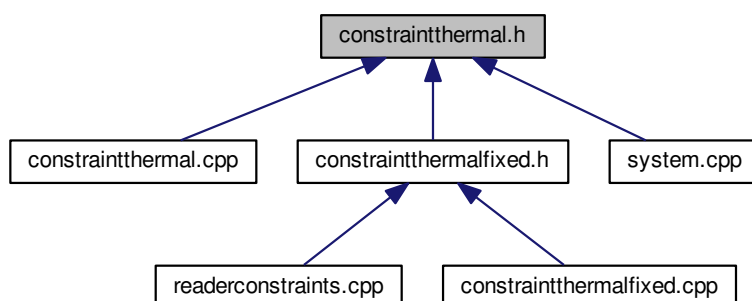 constraintthermal.h
constraintthermal.cpp
constraintthermalfixed.h
system.cpp
readerconstraints.cpp
constraintthermalfixed.cpp